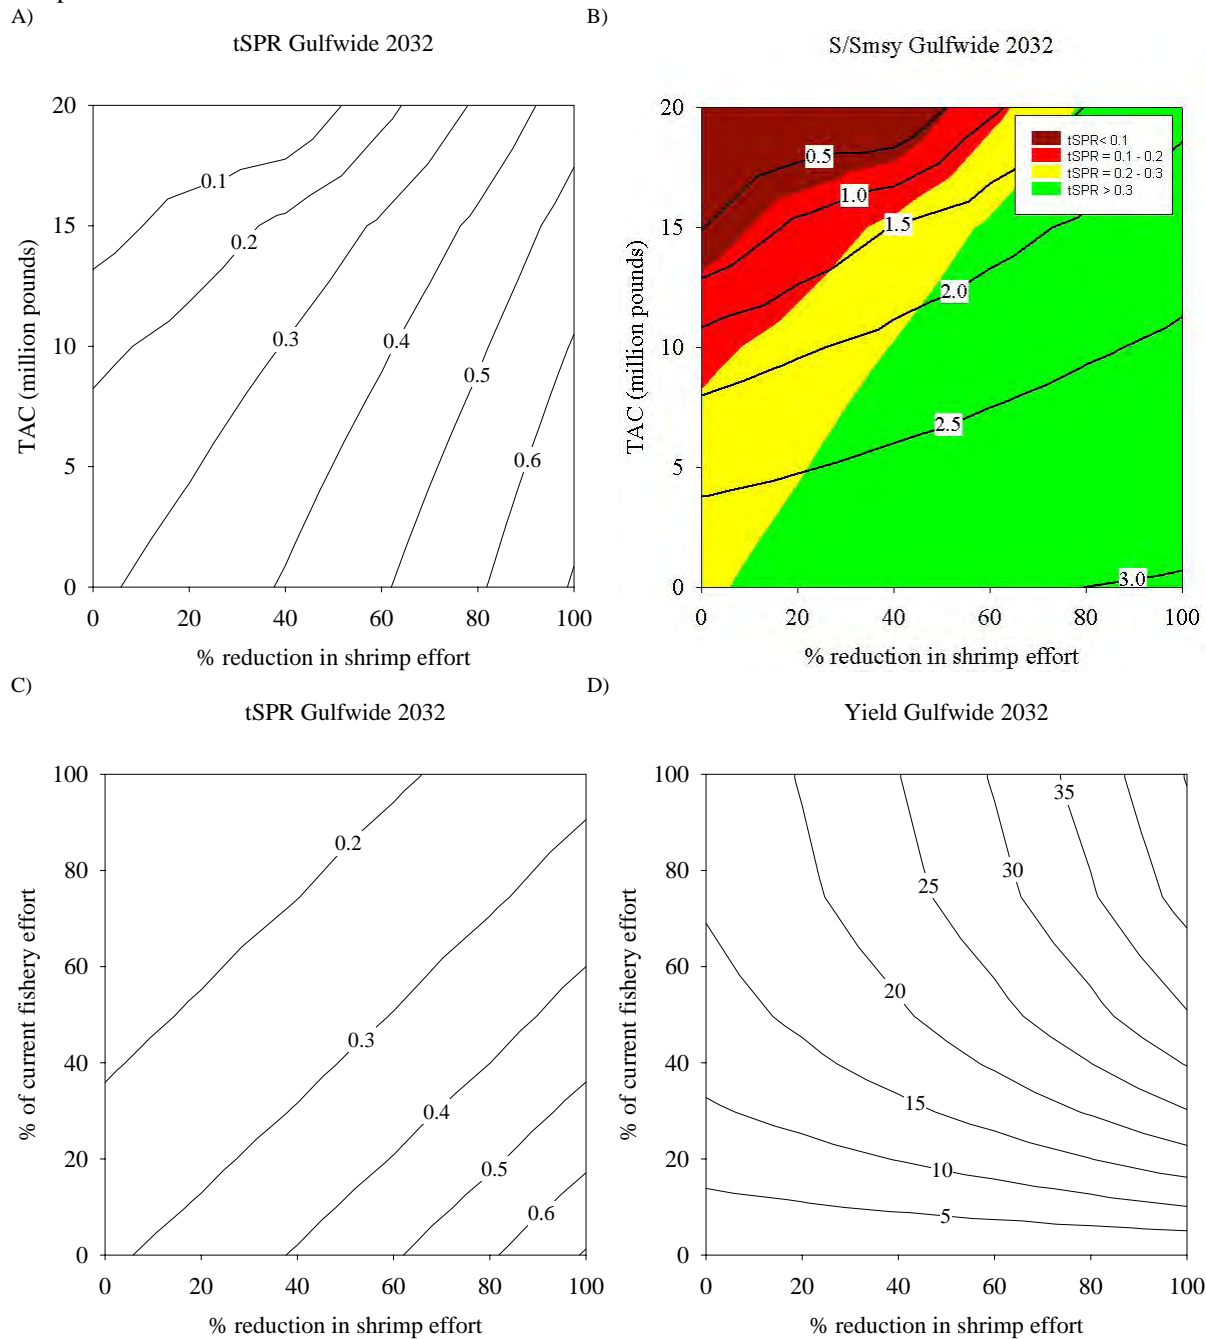 A)
tSPR Gulfwide 2032
TAC (million pounds)
20
15
10
5
0
0.1
0.2
0.3
0.4
0.5
0.6
0 20 40 60 80 100
% reduction in shrimp effort
B)
S/Smsy Gulfwide 2032
TAC (million pounds)
20
15
10
5
0
tSPR< 0.1
tSPR = 0.1 - 0.2
tSPR = 0.2 - 0.3
tSPR > 0.3
0.5
1.0
1.5
2.0
2.5
3.0
0 20 40 60 80 100
% reduction in shrimp effort
C)
tSPR Gulfwide 2032
% of current fishery effort
100
80
60
40
20
0
0.2
0.3
0.4
0.5
0.6
0 20 40 60 80 100
% reduction in shrimp effort
D)
Yield Gulfwide 2032
% of current fishery effort
100
80
60
40
20
0
35
30
25
20
15
10
5
0 20 40 60 80 100
% reduction in shrimp effort